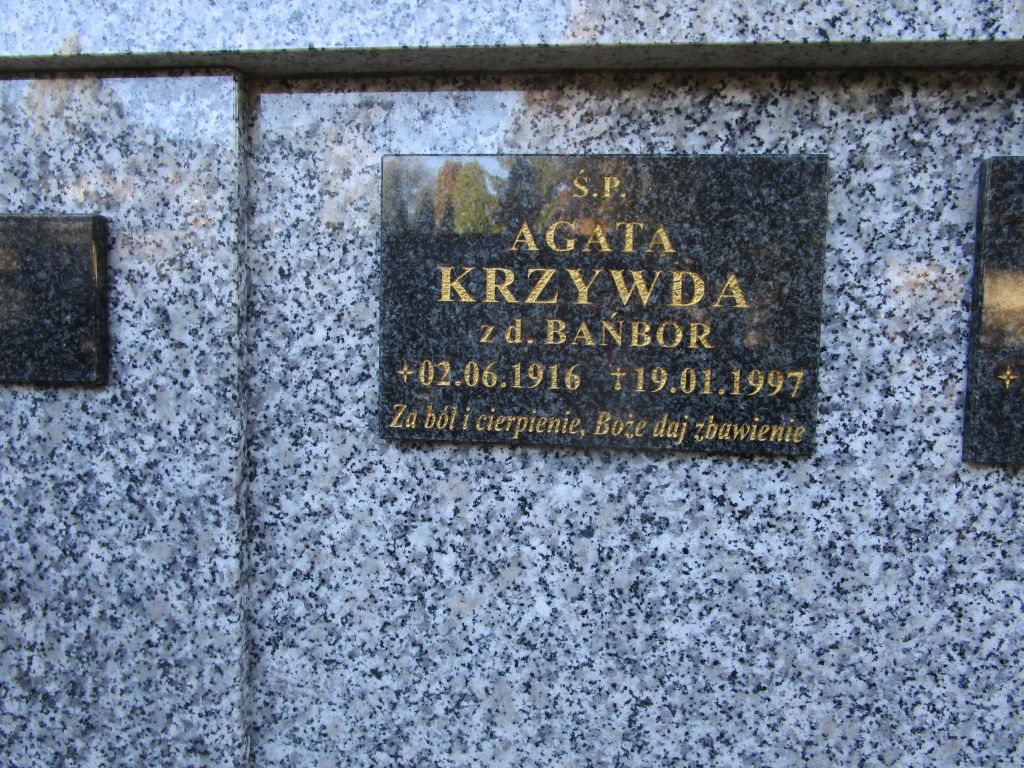 Ś.P.
AGATA
KRZYWDA
z d. BAŃBOR
✧02.06.1916 †19.01.1997
Za ból i cierpienie, Boże daj zbawienie